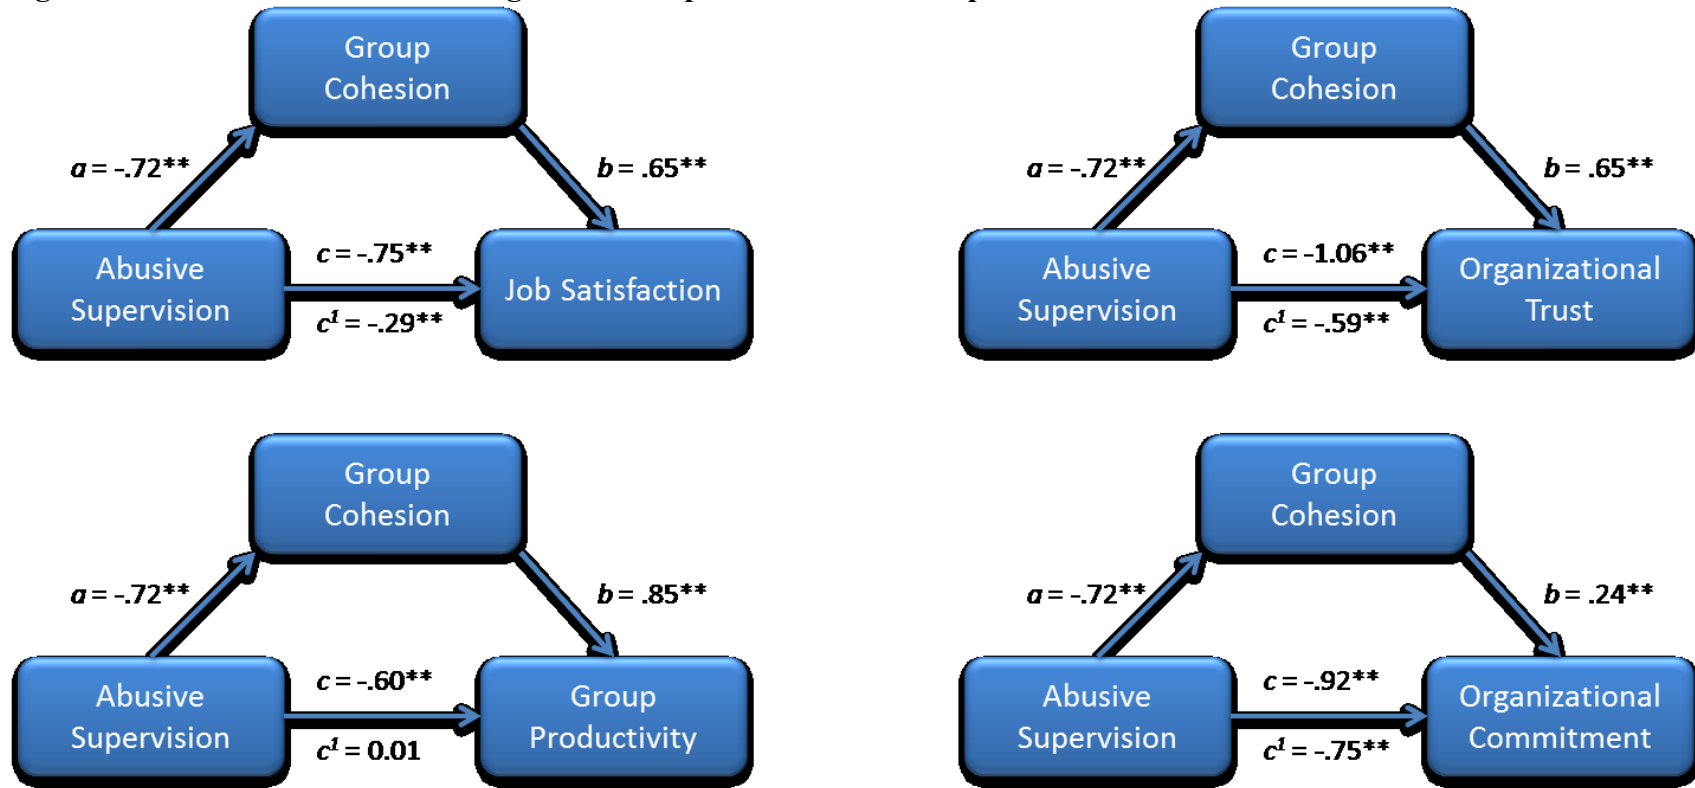 Group
Cohesion
a = -.72**
b = .65**
Abusive
Supervision
c = -.75**
c¹ = -.29**
Job Satisfaction
Group
Cohesion
a = -.72**
b = .65**
Abusive
Supervision
c = -1.06**
c¹ = -.59**
Organizational
Trust
Group
Cohesion
a = -.72**
b = .85**
Abusive
Supervision
c = -.60**
c¹ = 0.01
Group
Productivity
Group
Cohesion
a = -.72**
b = .24**
Abusive
Supervision
c = -.92**
c¹ = -.75**
Organizational
Commitment